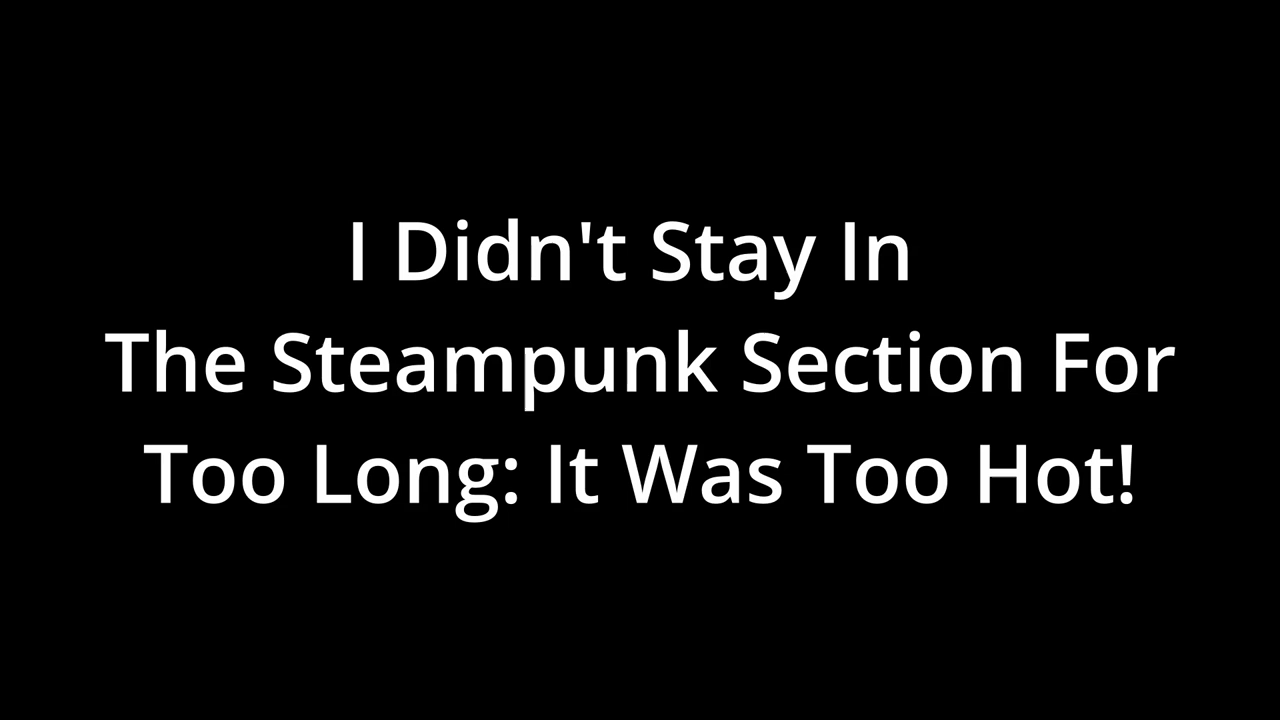 I Didn't Stay In
The Steampunk Section For
Too Long: It Was Too Hot!